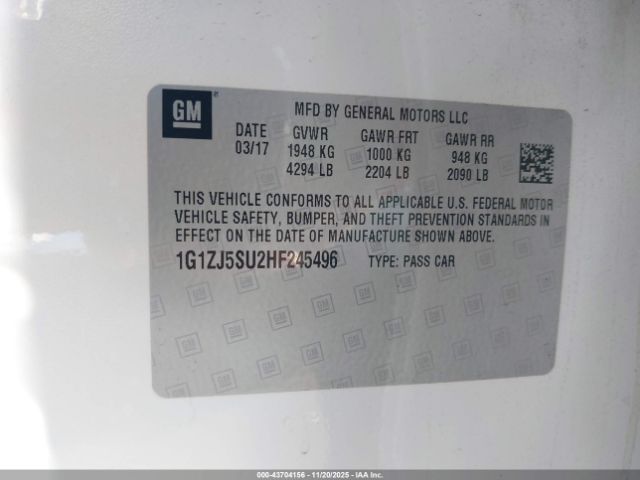 GM
MFD BY GENERAL MOTORS LLC
DATE GVWR GAWR FRT GAWR RR
03/17 1948 KG 1000 KG 948 KG
4294 LB 2204 LB 2090 LB
THIS VEHICLE CONFORMS TO ALL APPLICABLE U.S. FEDERAL MOTOR
VEHICLE SAFETY, BUMPER, AND THEFT PREVENTION STANDARDS IN
EFFECT ON THE DATE OF MANUFACTURE SHOWN ABOVE.
1G1ZJ5SU2HF245496 TYPE: PASS CAR
000-43704156 - 11/20/2025 - IAAI.com